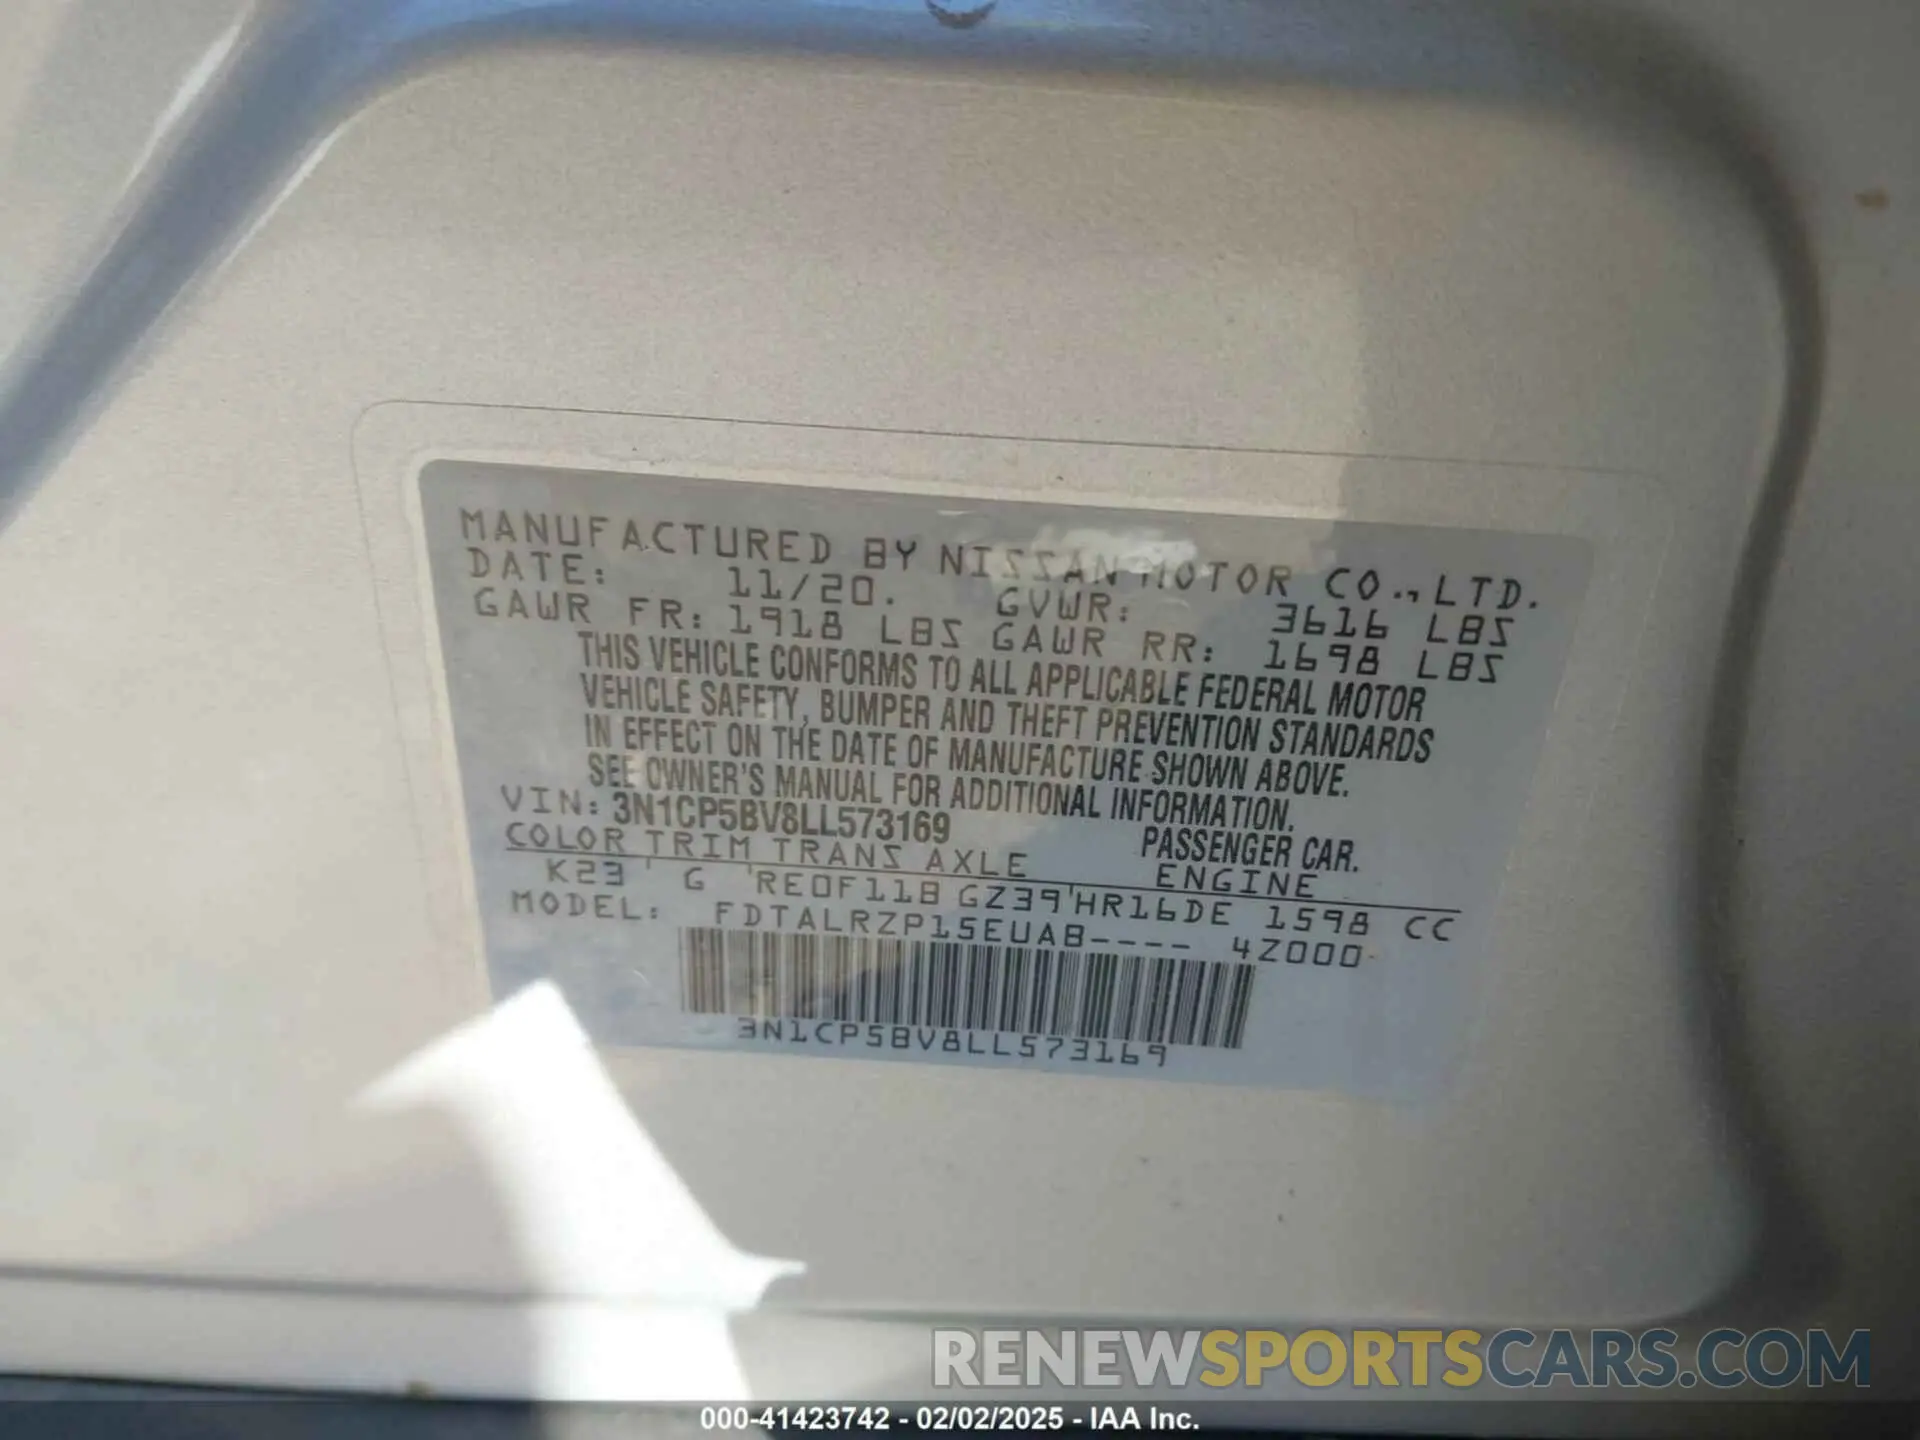 MANUFACTURED BY NISSAN MOTOR CO.,LTD.
DATE: 11/20. GVWR: 3616 LBS
GAWR FR: 1918 LBS GAWR RR: 1698 LBS
THIS VEHICLE CONFORMS TO ALL APPLICABLE FEDERAL MOTOR
VEHICLE SAFETY, BUMPER AND THEFT PREVENTION STANDARDS
IN EFFECT ON THE DATE OF MANUFACTURE SHOWN ABOVE.
SEE OWNER'S MANUAL FOR ADDITIONAL INFORMATION.
VIN: 3N1CP5BV8LL573169 PASSENGER CAR.
COLOR TRIM TRANS AXLE ENGINE
K23 G RE0F11B GZ39 HR16DE 1598 CC
MODEL: FDTALRZP15EUAB---- 4Z000
3N1CP5BV8LL573169
RENEWSPORTSCARS.COM
000-41423742 - 02/02/2025 - IAA Inc.